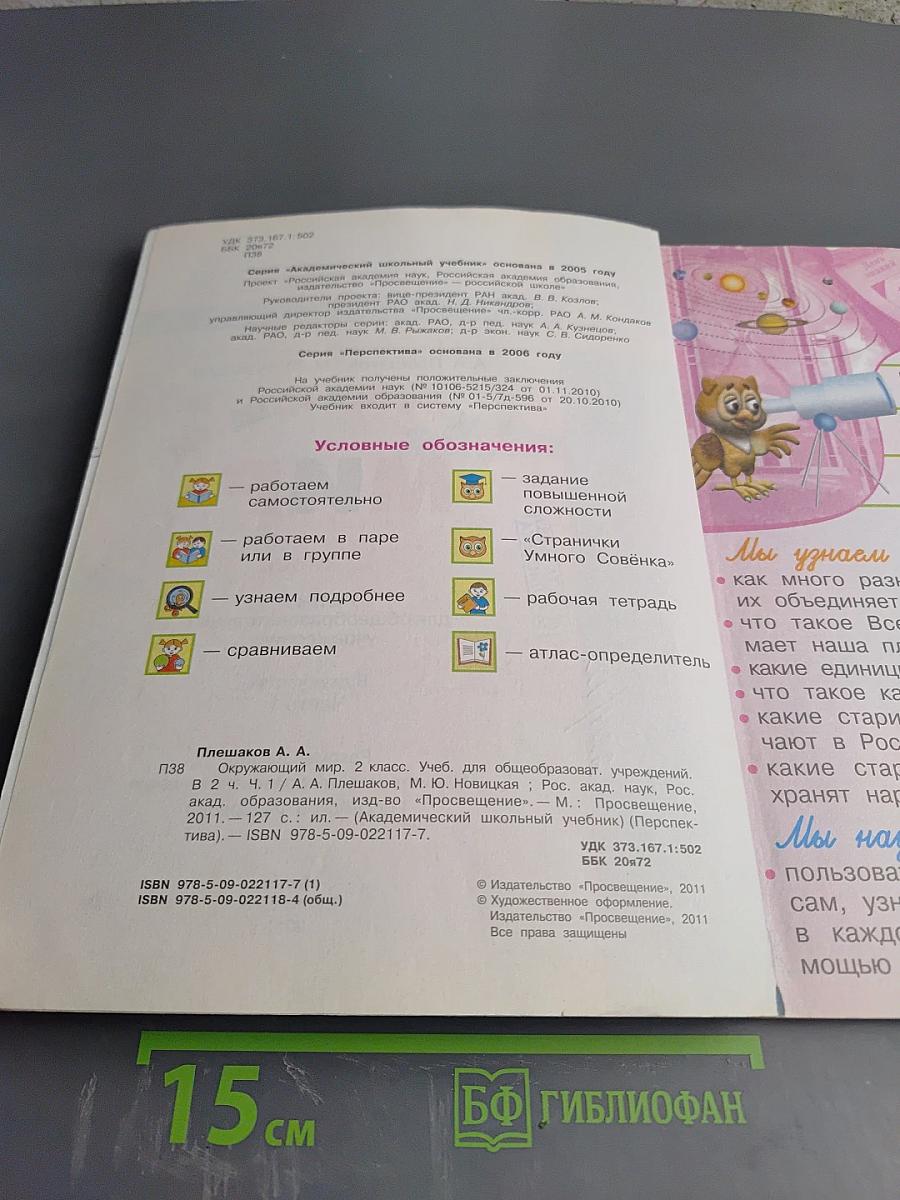 УДК 373.167.1:502
ББК 20я72
П38
Серия «Академический школьный учебник» основана в 2005 году
Проект «Российская академия наук, Российская академия образования,
издательство «Просвещение» — российской школе»
Руководители проекта: вице-президент РАН акад. В. В. Козлов;
президент РАО акад. Н. Д. Никандров;
управляющий директор издательства «Просвещение» чл.-корр. РАО А. М. Кондаков
Научные редакторы серии: акад. РАО, д-р пед. наук А. А. Кузнецов,
акад. РАО, д-р пед. наук М. В. Рыжаков; д-р экон. наук С. В. Сидоренко
Серия «Перспектива» основана в 2006 году
На учебник получены положительные заключения
Российской академии наук (№ 10106-5215/324 от 01.11.2010)
и Российской академии образования (№ 01-5/7д-596 от 20.10.2010)
Учебник входит в систему «Перспектива»
Условные обозначения:
— работаем
самостоятельно
— работаем в паре
или в группе
— узнаем подробнее
— сравниваем
— задание
повышенной
сложности
— «Странички
Умного Совёнка»
— рабочая тетрадь
— атлас-определитель
Плешаков А. А.
П38 Окружающий мир. 2 класс. Учеб. для общеобразоват. учреждений.
В 2 ч. Ч. 1 / А. А. Плешаков, М. Ю. Новицкая ; Рос. акад. наук, Рос.
акад. образования, изд-во «Просвещение». — М. : Просвещение,
2011. — 127 с. : ил. — (Академический школьный учебник) (Перспек-
тива). — ISBN 978-5-09-022117-7.
УДК 373.167.1:502
ББК 20я72
ISBN 978-5-09-022117-7 (1)
ISBN 978-5-09-022118-4 (общ.)
© Издательство «Просвещение», 2011
© Художественное оформление.
Издательство «Просвещение», 2011
Все права защищены
Мы узнаем
• как много разн
их объединяет
• что такое Все
мает наша пл
• какие единиц
• что такое ка
• какие стари
чают в Рос
• какие стар
хранят нар
Мы нау
• пользова
сам, узн
в каждо
мощью
15 см
БФ ГИБЛИОФАН